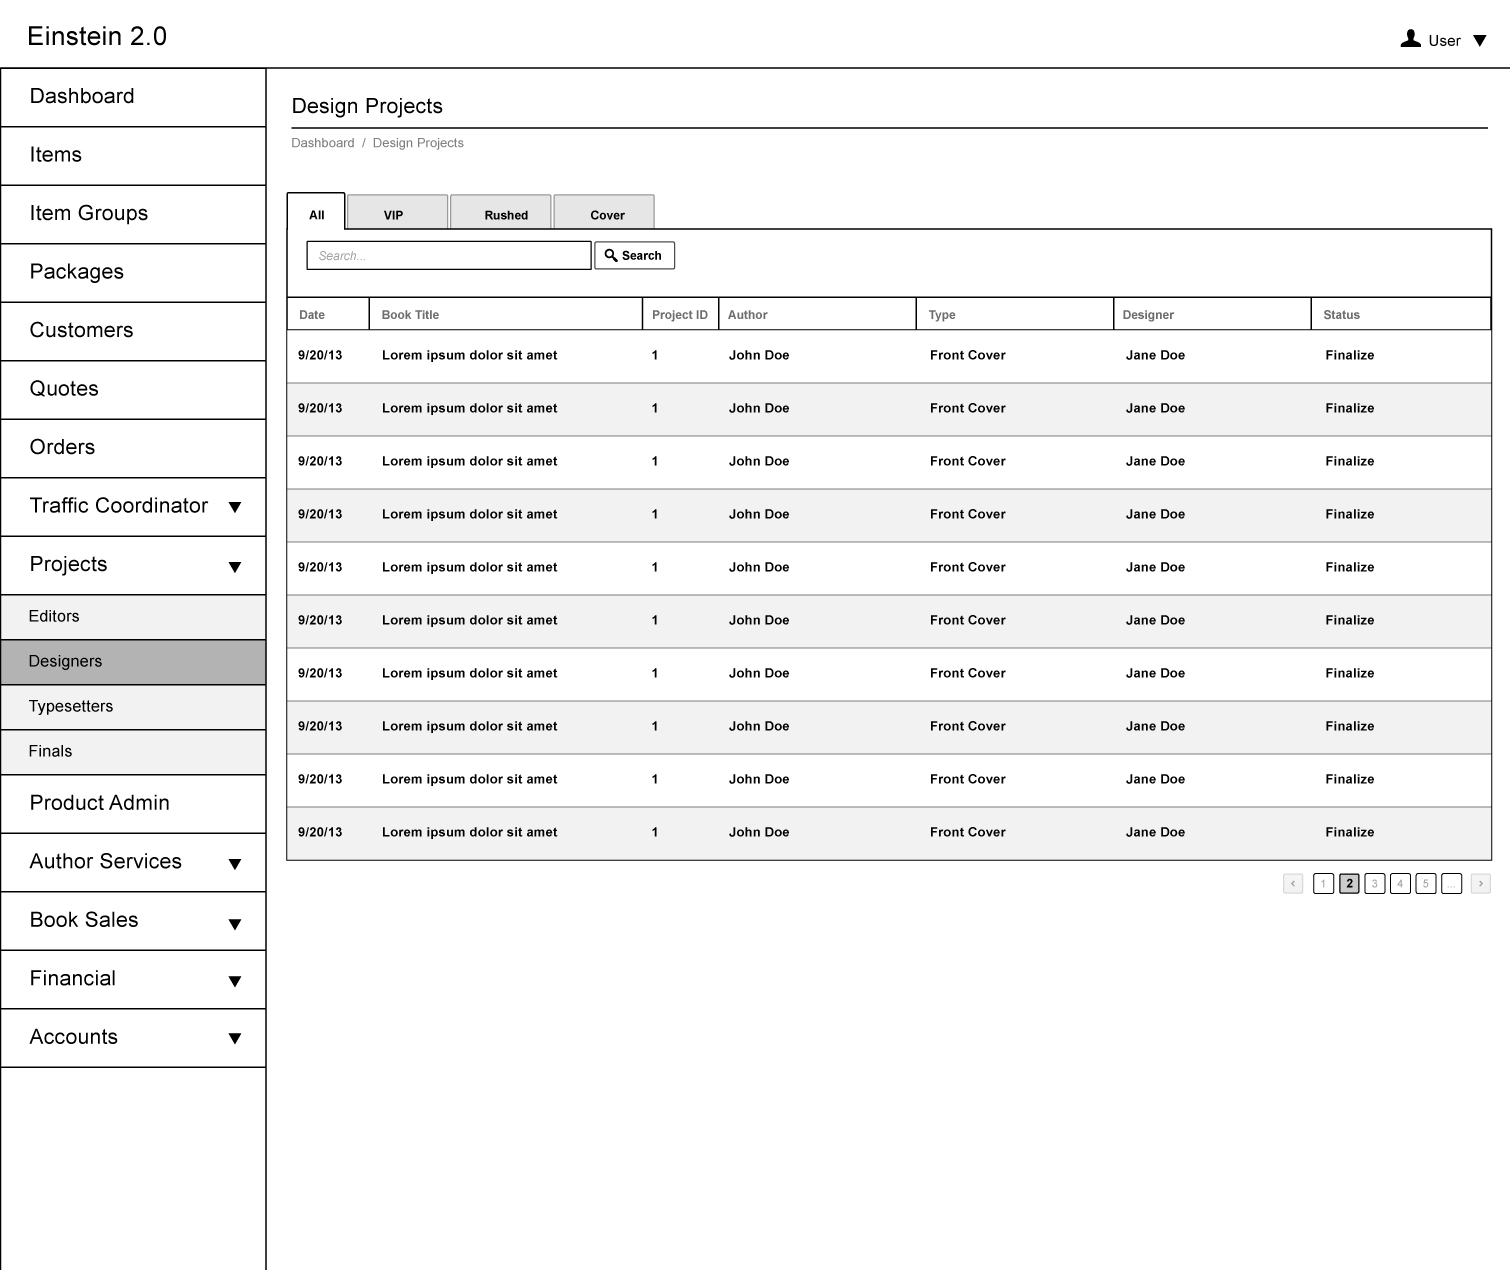 Einstein 2.0
User
Dashboard
Items
Item Groups
Packages
Customers
Quotes
Orders
Traffic Coordinator
Projects
Editors
Designers
Typesetters
Finals
Product Admin
Author Services
Book Sales
Financial
Accounts
Design Projects
Dashboard / Design Projects
All VIP Rushed Cover
Search... Search
Date Book Title Project ID Author Type Designer Status
9/20/13 Lorem ipsum dolor sit amet 1 John Doe Front Cover Jane Doe Finalize
9/20/13 Lorem ipsum dolor sit amet 1 John Doe Front Cover Jane Doe Finalize
9/20/13 Lorem ipsum dolor sit amet 1 John Doe Front Cover Jane Doe Finalize
9/20/13 Lorem ipsum dolor sit amet 1 John Doe Front Cover Jane Doe Finalize
9/20/13 Lorem ipsum dolor sit amet 1 John Doe Front Cover Jane Doe Finalize
9/20/13 Lorem ipsum dolor sit amet 1 John Doe Front Cover Jane Doe Finalize
9/20/13 Lorem ipsum dolor sit amet 1 John Doe Front Cover Jane Doe Finalize
9/20/13 Lorem ipsum dolor sit amet 1 John Doe Front Cover Jane Doe Finalize
9/20/13 Lorem ipsum dolor sit amet 1 John Doe Front Cover Jane Doe Finalize
9/20/13 Lorem ipsum dolor sit amet 1 John Doe Front Cover Jane Doe Finalize
‹ 1 2 3 4 5 ... ›